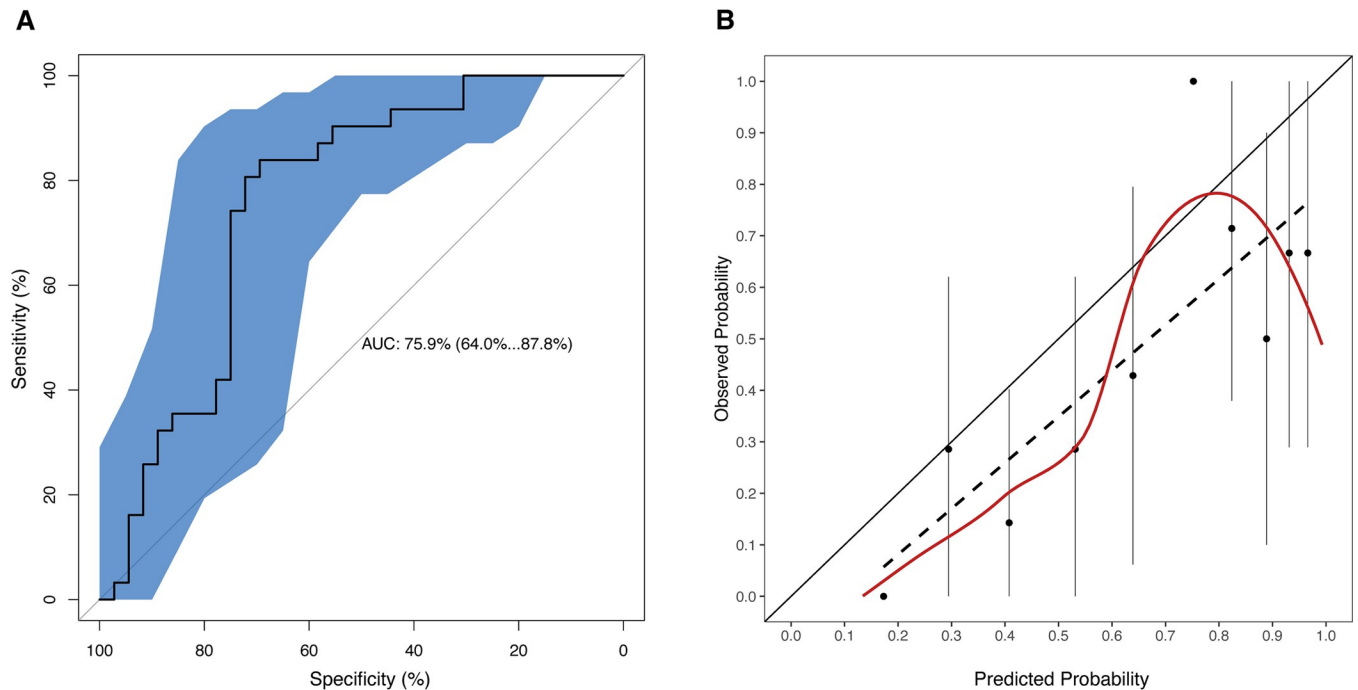 A
100
80
60
40
20
0
Sensitivity (%)
AUC: 75.9% (64.0%...87.8%)
100 80 60 40 20 0
Specificity (%)
B
1.0
0.9
0.8
0.7
0.6
0.5
0.4
0.3
0.2
0.1
0.0
Observed Probability
0.0 0.1 0.2 0.3 0.4 0.5 0.6 0.7 0.8 0.9 1.0
Predicted Probability